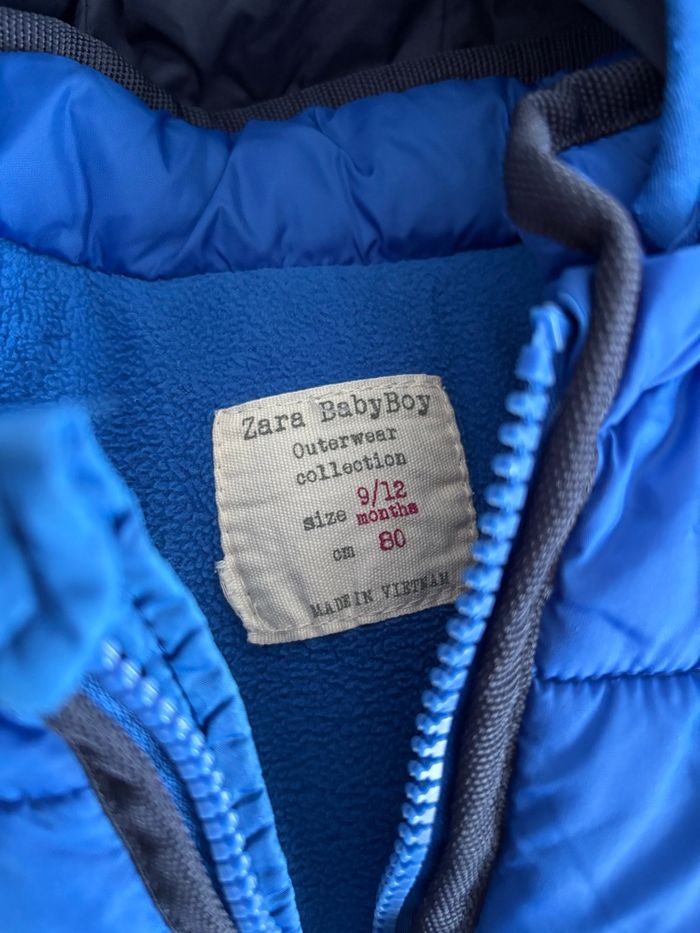 Zara BabyBoy
Outerwear
collection
size 9/12 months
cm 80
MADE IN VIETNAM